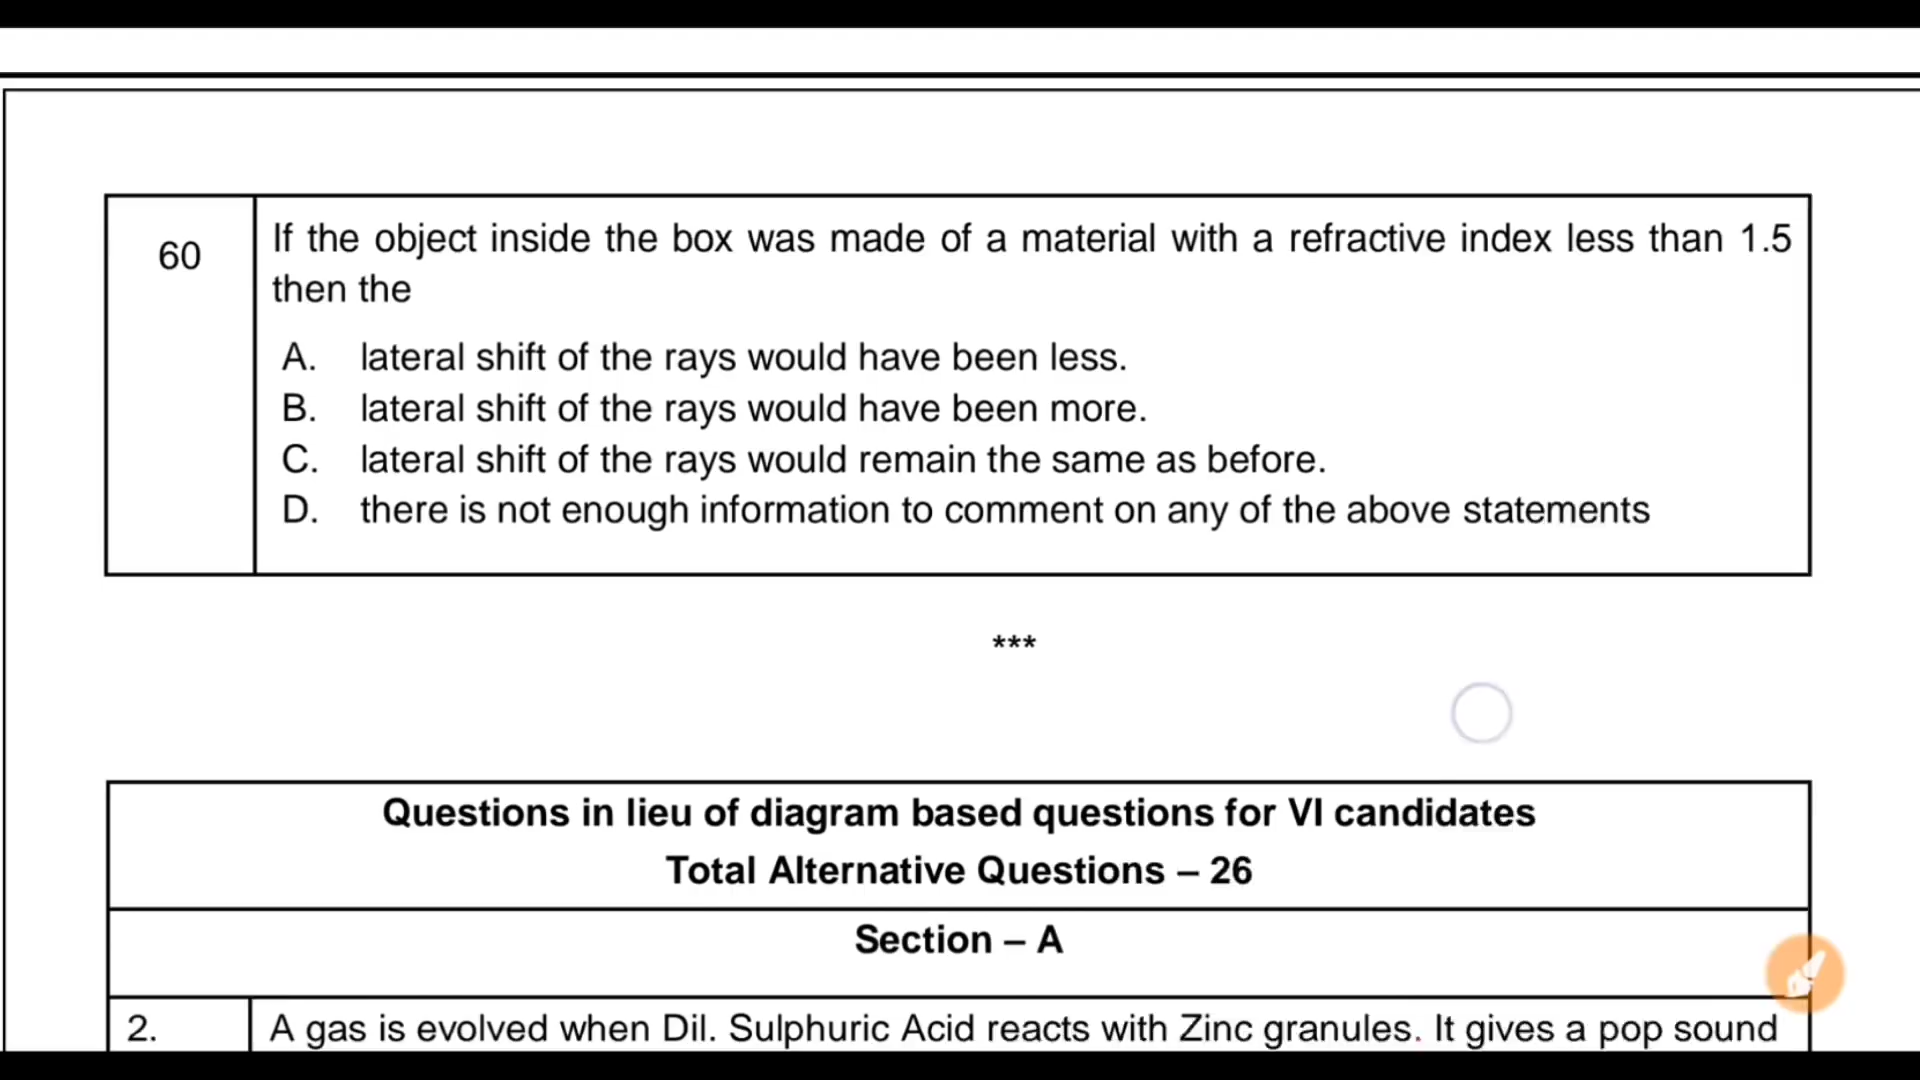 60
If the object inside the box was made of a material with a refractive index less than 1.5
then the
A. lateral shift of the rays would have been less.
B. lateral shift of the rays would have been more.
C. lateral shift of the rays would remain the same as before.
D. there is not enough information to comment on any of the above statements
***
Questions in lieu of diagram based questions for VI candidates
Total Alternative Questions – 26
Section – A
2. A gas is evolved when Dil. Sulphuric Acid reacts with Zinc granules. It gives a pop sound